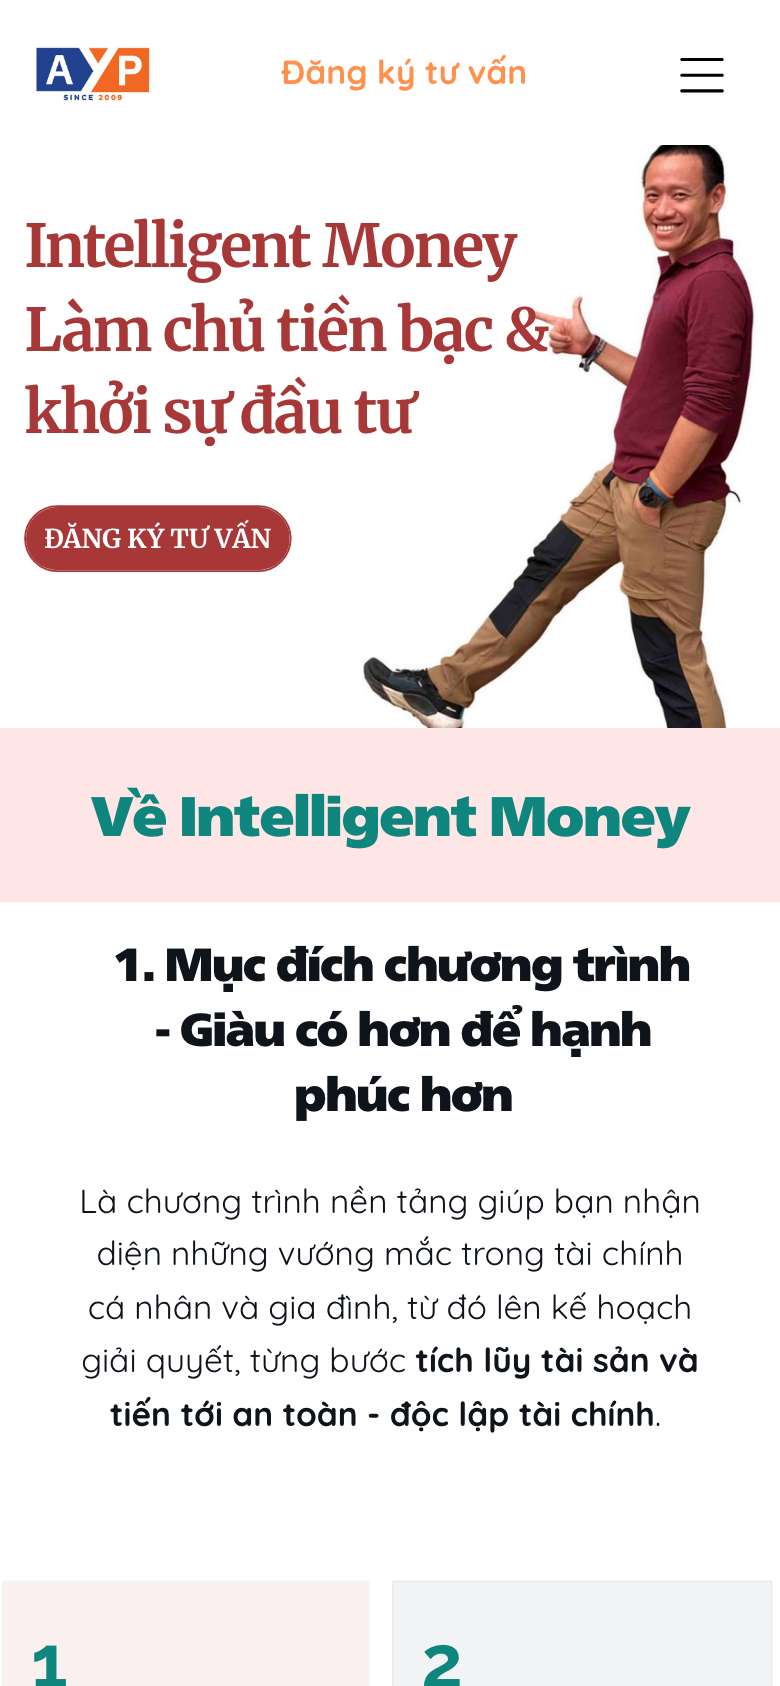 AYP
SINCE 2009
Đăng ký tư vấn
Intelligent Money
Làm chủ tiền bạc &
khởi sự đầu tư
ĐĂNG KÝ TƯ VẤN
Về Intelligent Money
1. Mục đích chương trình
- Giàu có hơn để hạnh
phúc hơn
Là chương trình nền tảng giúp bạn nhận
diện những vướng mắc trong tài chính
cá nhân và gia đình, từ đó lên kế hoạch
giải quyết, từng bước tích lũy tài sản và
tiến tới an toàn - độc lập tài chính.
1
2